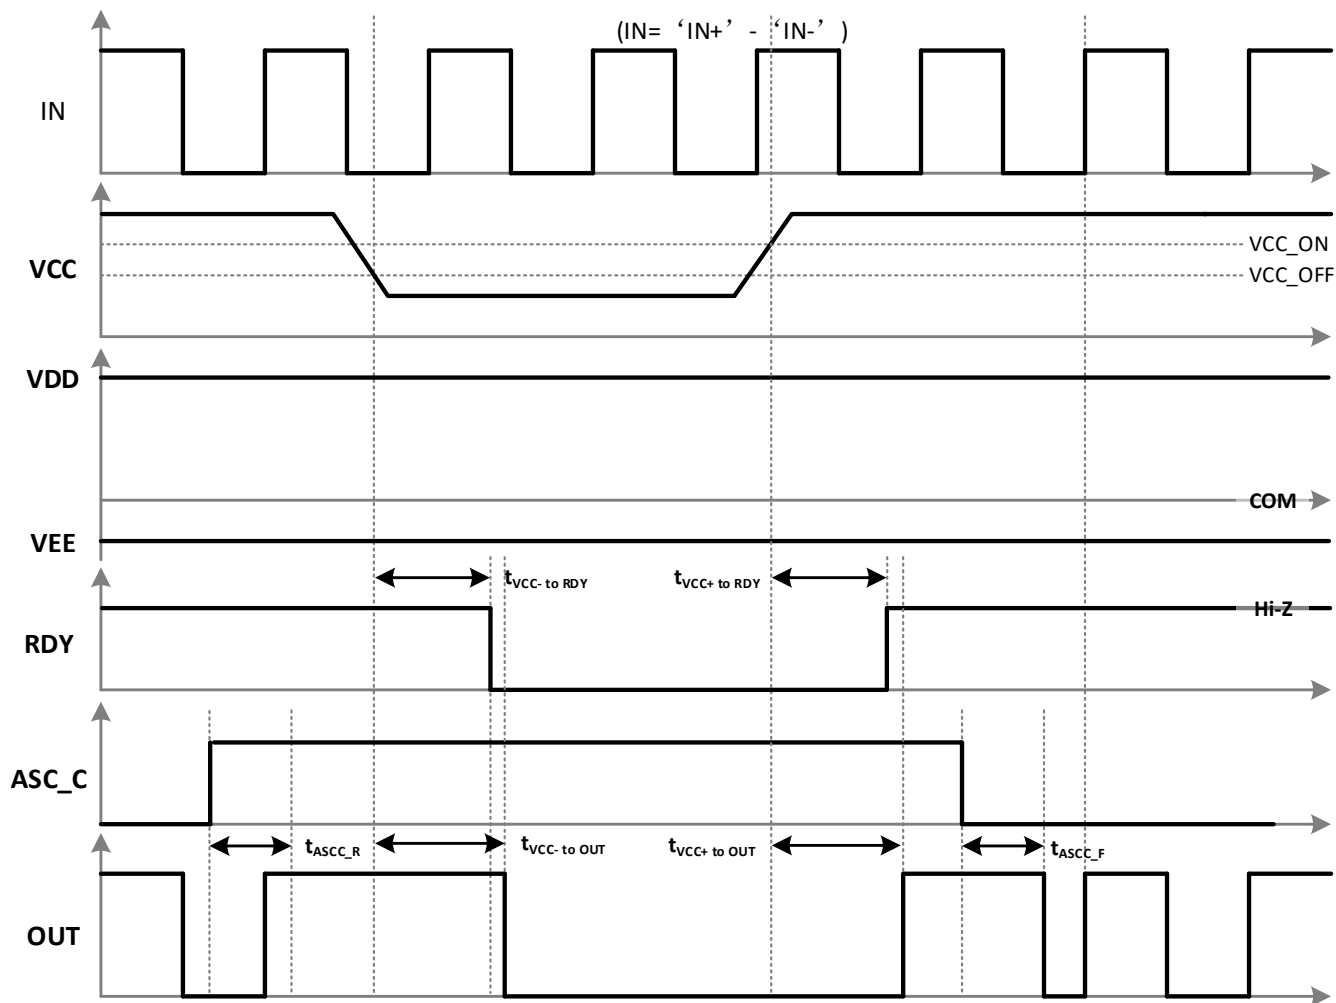 (IN= ‘IN+’ - ‘IN-’ )
IN
VCC_ON
VCC
VCC_OFF
VDD
COM
VEE
tVCC- to RDY
tVCC+ to RDY
Hi-Z
RDY
ASC_C
tASCC_R
tVCC- to OUT
tVCC+ to OUT
tASCC_F
OUT